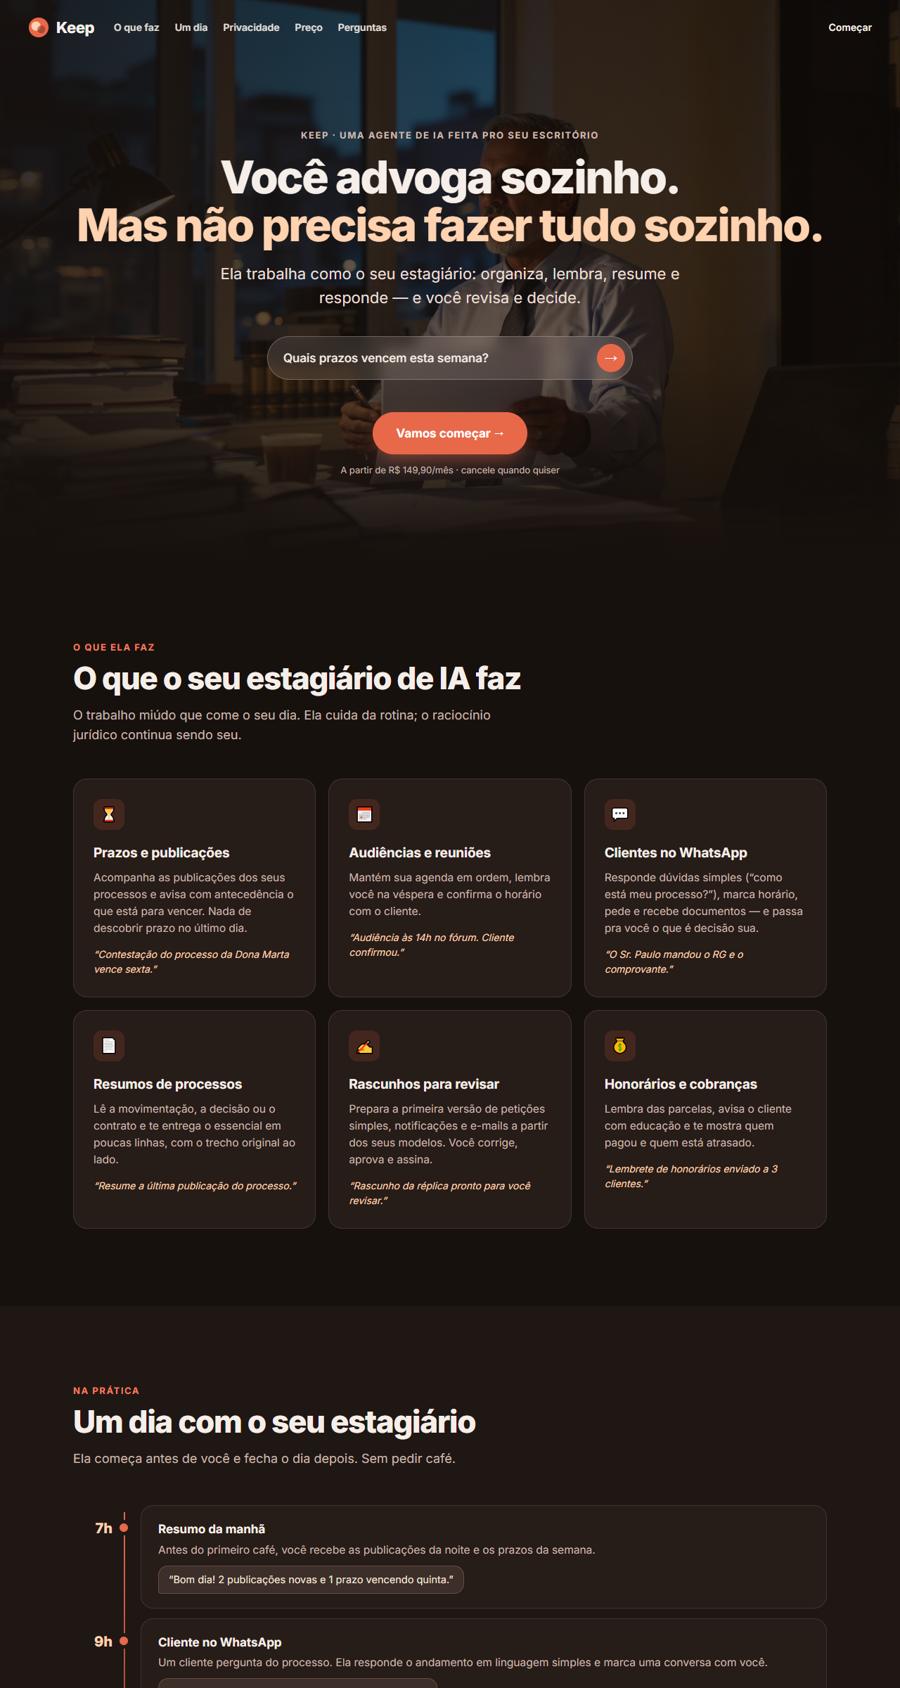 Keep
O que faz
Um dia
Privacidade
Preço
Perguntas
Começar
KEEP · UMA AGENTE DE IA FEITA PRO SEU ESCRITÓRIO
Você advoga sozinho.
Mas não precisa fazer tudo sozinho.
Ela trabalha como o seu estagiário: organiza, lembra, resume e
responde — e você revisa e decide.
Quais prazos vencem esta semana?
→
Vamos começar →
A partir de R$ 149,90/mês · cancele quando quiser
O QUE ELA FAZ
O que o seu estagiário de IA faz
O trabalho miúdo que come o seu dia. Ela cuida da rotina; o raciocínio
jurídico continua sendo seu.
Prazos e publicações
Acompanha as publicações dos seus
processos e avisa com antecedência o
que está para vencer. Nada de
descobrir prazo no último dia.
“Contestação do processo da Dona Marta
vence sexta.”
Audiências e reuniões
Mantém sua agenda em ordem, lembra
você na véspera e confirma o horário
com o cliente.
“Audiência às 14h no fórum. Cliente
confirmou.”
Clientes no WhatsApp
Responde dúvidas simples (“como
está meu processo?”), marca horário,
pede e recebe documentos — e passa
pra você o que é decisão sua.
“O Sr. Paulo mandou o RG e o
comprovante.”
Resumos de processos
Lê a movimentação, a decisão ou o
contrato e te entrega o essencial em
poucas linhas, com o trecho original ao
lado.
“Resume a última publicação do processo.”
Rascunhos para revisar
Prepara a primeira versão de petições
simples, notificações e e-mails a partir
dos seus modelos. Você corrige,
aprova e assina.
“Rascunho da réplica pronto para você
revisar.”
Honorários e cobranças
Lembra das parcelas, avisa o cliente
com educação e te mostra quem
pagou e quem está atrasado.
“Lembrete de honorários enviado a 3
clientes.”
NA PRÁTICA
Um dia com o seu estagiário
Ela começa antes de você e fecha o dia depois. Sem pedir café.
7h
Resumo da manhã
Antes do primeiro café, você recebe as publicações da noite e os prazos da semana.
“Bom dia! 2 publicações novas e 1 prazo vencendo quinta.”
9h
Cliente no WhatsApp
Um cliente pergunta do processo. Ela responde o andamento em linguagem simples e marca uma conversa com você.